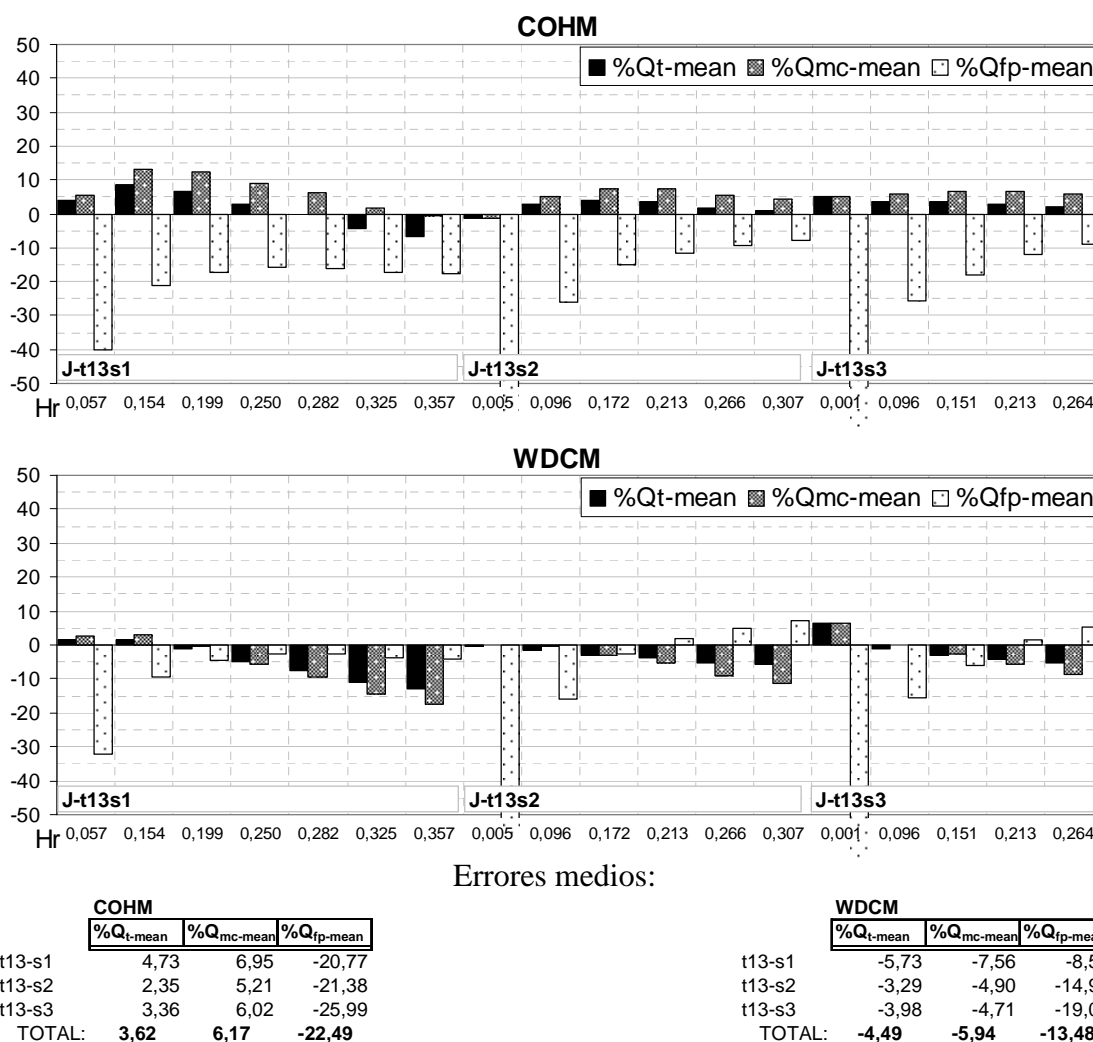 COHM
50
%Qt-mean %Qmc-mean %Qfp-mean
40
30
20
10
0
-10
-20
-30
-40
J-t13s1 J-t13s2 J-t13s3
-50
Hr 0,057 0,154 0,199 0,250 0,282 0,325 0,357 0,005 0,096 0,172 0,213 0,266 0,307 0,001 0,096 0,151 0,213 0,264
WDCM
50
%Qt-mean %Qmc-mean %Qfp-mean
40
30
20
10
0
-10
-20
-30
-40
J-t13s1 J-t13s2 J-t13s3
-50
Hr 0,057 0,154 0,199 0,250 0,282 0,325 0,357 0,005 0,096 0,172 0,213 0,266 0,307 0,001 0,096 0,151 0,213 0,264
Errores medios:
COHM WDCM
%Qt-mean %Qmc-mean %Qfp-mean %Qt-mean %Qmc-mean
t13-s1 4,73 6,95 -20,77 t13-s1 -5,73 -7,56
t13-s2 2,35 5,21 -21,38 t13-s2 -3,29 -4,90
t13-s3 3,36 6,02 -25,99 t13-s3 -3,98 -4,71
TOTAL: 3,62 6,17 -22,49 TOTAL: -4,49 -5,94 -13,48